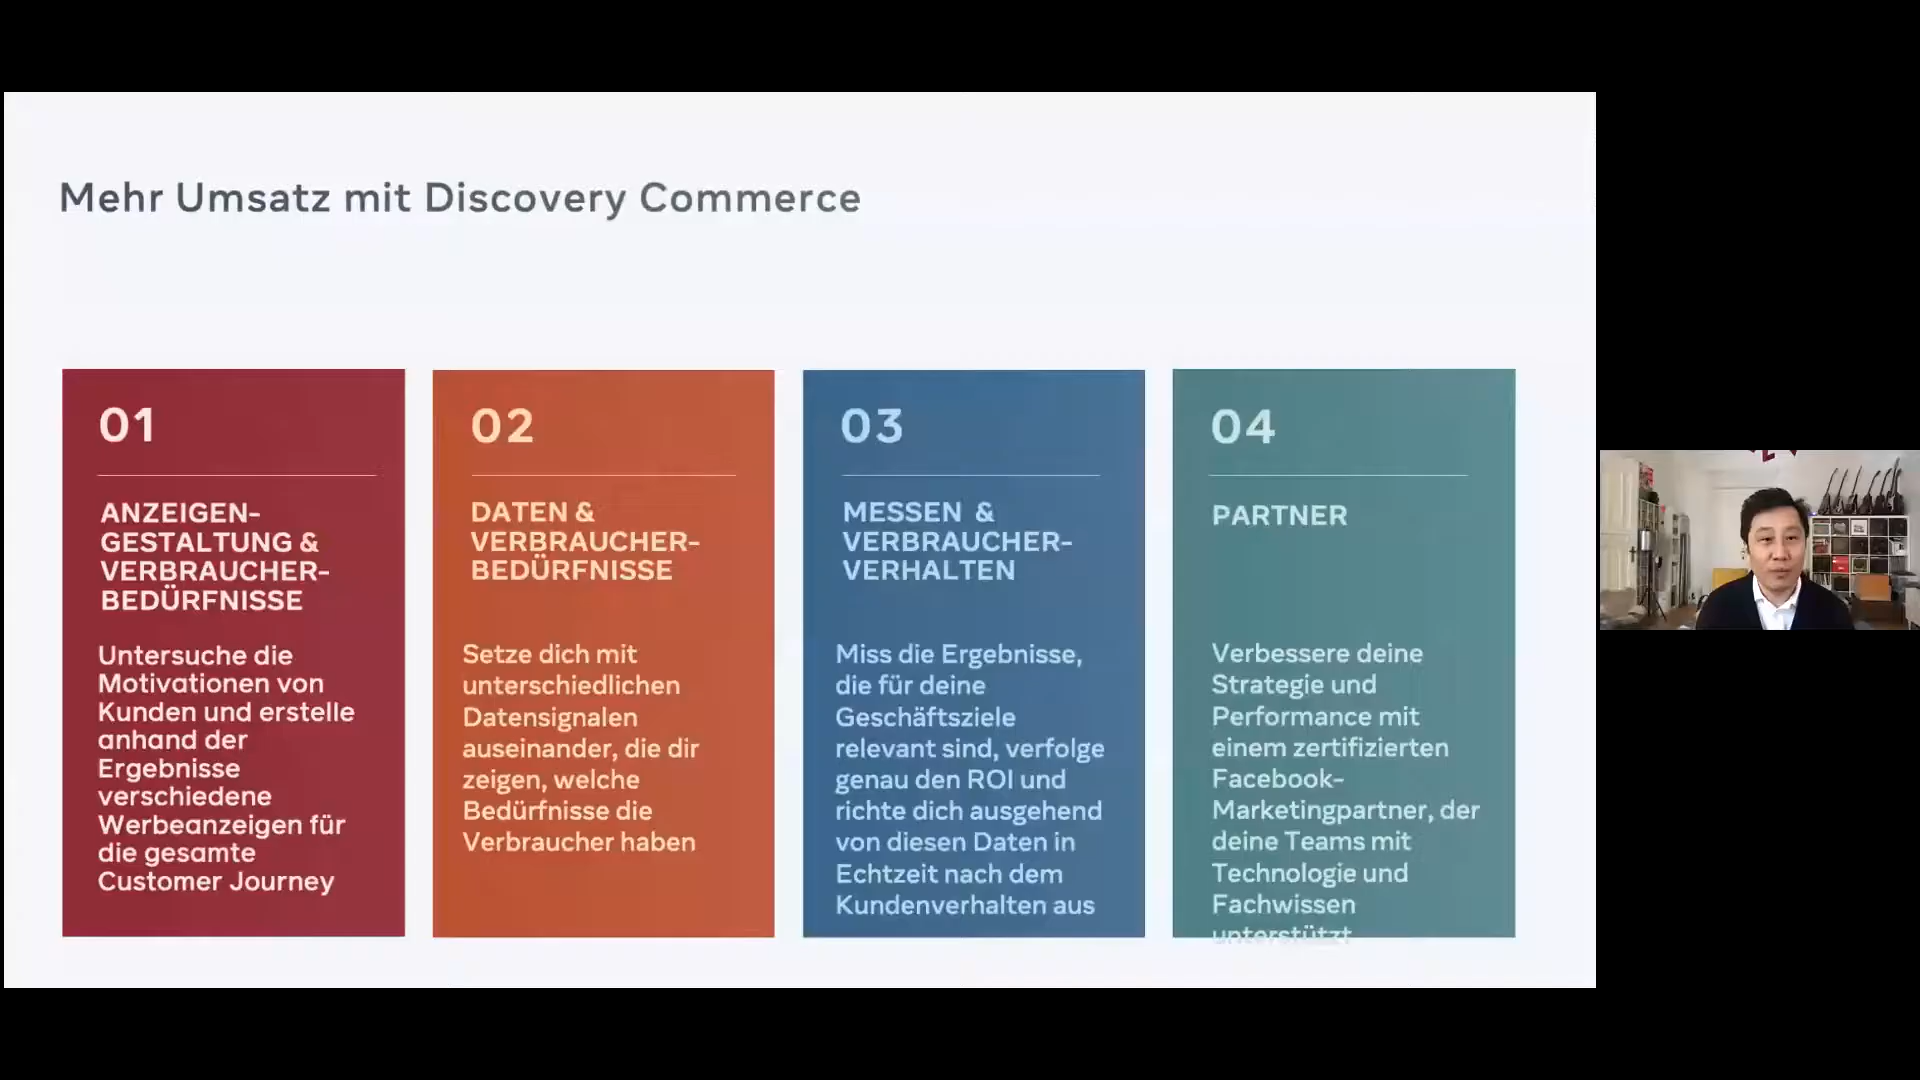 Mehr Umsatz mit Discovery Commerce
01
ANZEIGEN-
GESTALTUNG &
VERBRAUCHER-
BEDÜRFNISSE
Untersuche die
Motivationen von
Kunden und erstelle
anhand der
Ergebnisse
verschiedene
Werbeanzeigen für
die gesamte
Customer Journey
02
DATEN &
VERBRAUCHER-
BEDÜRFNISSE
Setze dich mit
unterschiedlichen
Datensignalen
auseinander, die dir
zeigen, welche
Bedürfnisse die
Verbraucher haben
03
MESSEN &
VERBRAUCHER-
VERHALTEN
Miss die Ergebnisse,
die für deine
Geschäftsziele
relevant sind, verfolge
genau den ROI und
richte dich ausgehend
von diesen Daten in
Echtzeit nach dem
Kundenverhalten aus
04
PARTNER
Verbessere deine
Strategie und
Performance mit
einem zertifizierten
Facebook-
Marketingpartner, der
deine Teams mit
Technologie und
Fachwissen
unterstützt